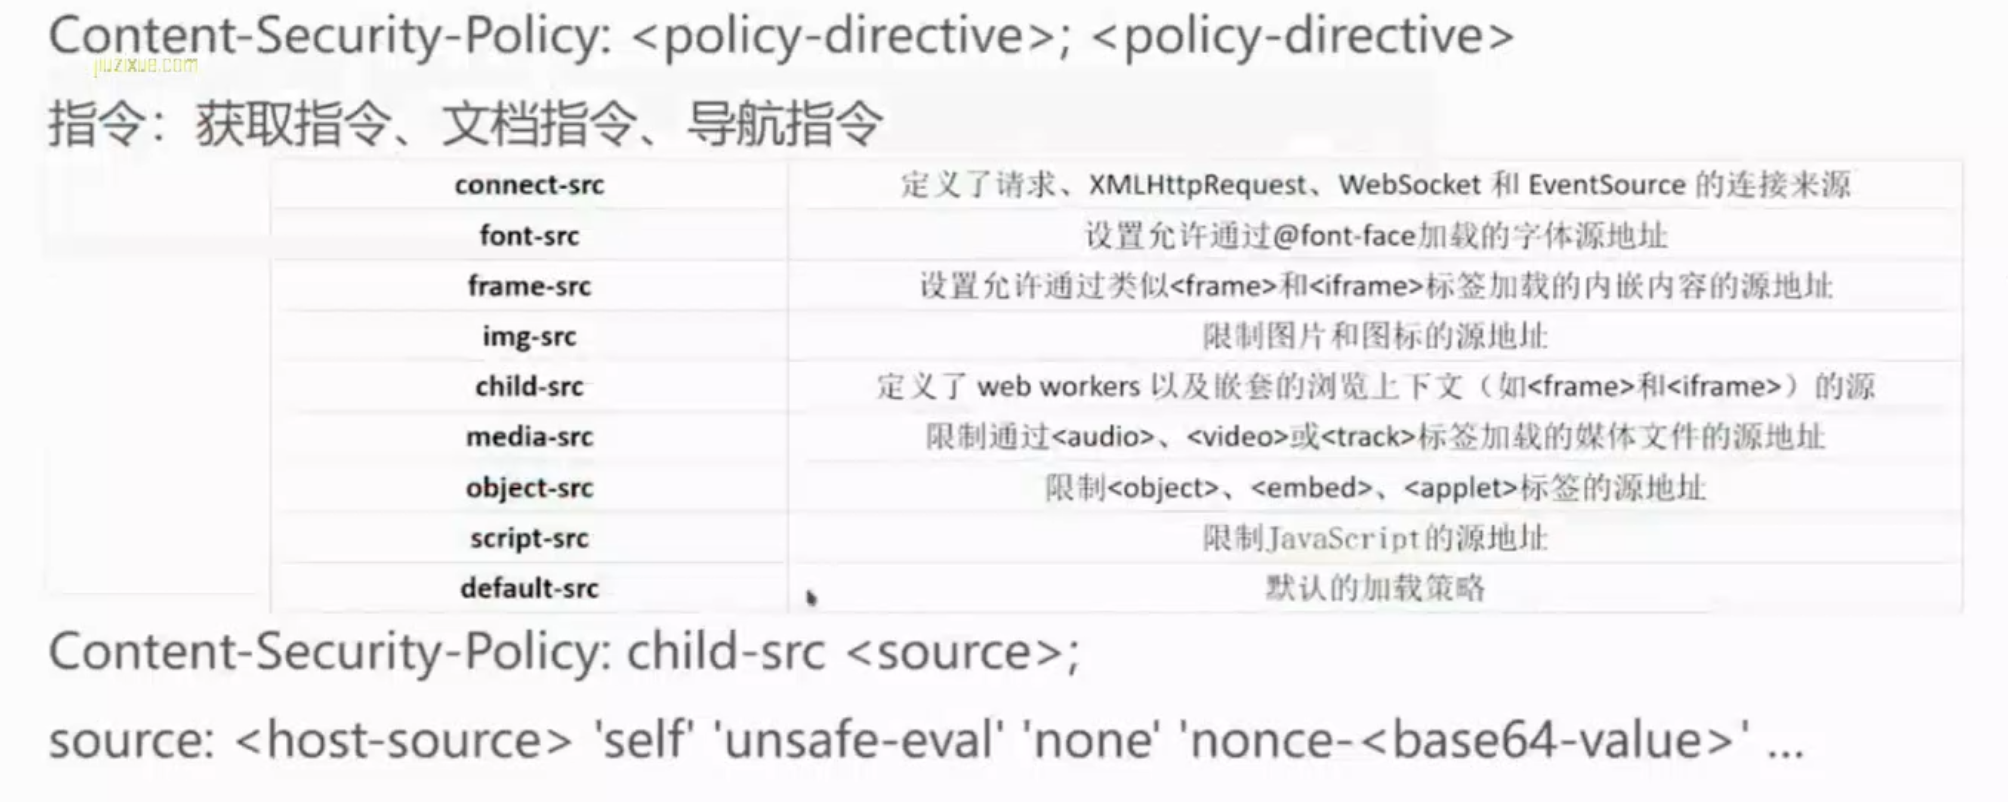 Content-Security-Policy: <policy-directive>; <policy-directive>
jiuzixue.com
指令：获取指令、文档指令、导航指令
connect-src 定义了请求、XMLHttpRequest、WebSocket 和 EventSource 的连接来源
font-src 设置允许通过@font-face加载的字体源地址
frame-src 设置允许通过类似<frame>和<iframe>标签加载的内嵌内容的源地址
img-src 限制图片和图标的源地址
child-src 定义了 web workers 以及嵌套的浏览上下文（如<frame>和<iframe>）的源
media-src 限制通过<audio>、<video>或<track>标签加载的媒体文件的源地址
object-src 限制<object>、<embed>、<applet>标签的源地址
script-src 限制JavaScript的源地址
default-src 默认的加载策略
Content-Security-Policy: child-src <source>;
source: <host-source> 'self' 'unsafe-eval' 'none' 'nonce-<base64-value>' ...